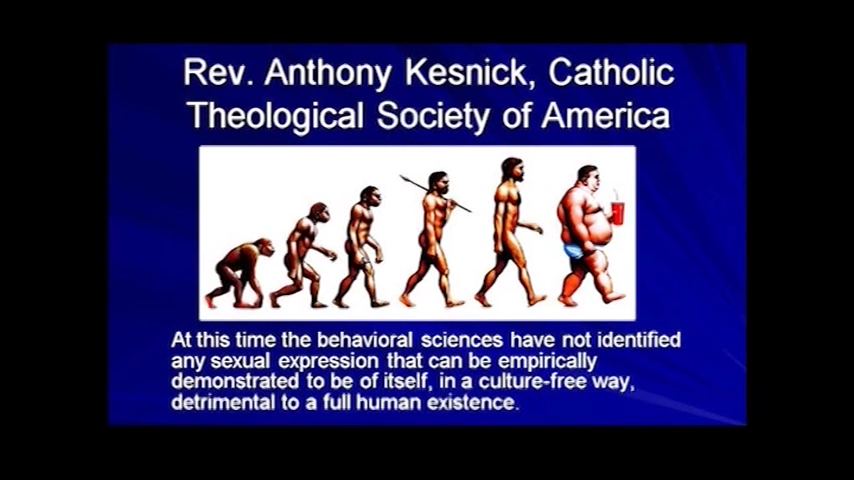 Rev. Anthony Kesnick, Catholic
Theological Society of America
At this time the behavioral sciences have not identified
any sexual expression that can be empirically
demonstrated to be of itself, in a culture-free way,
detrimental to a full human existence.